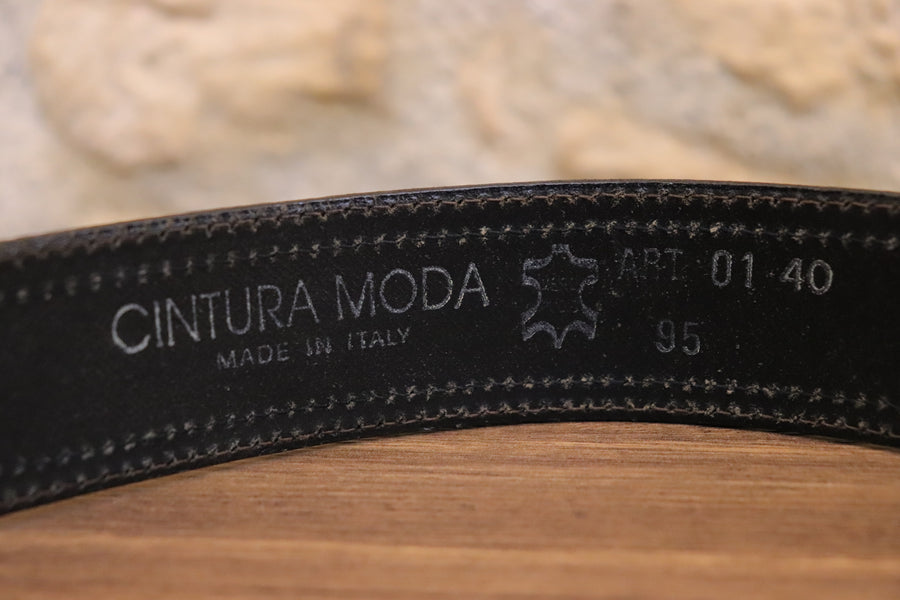 CINTURA MODA
MADE IN ITALY
ART 01 40
95